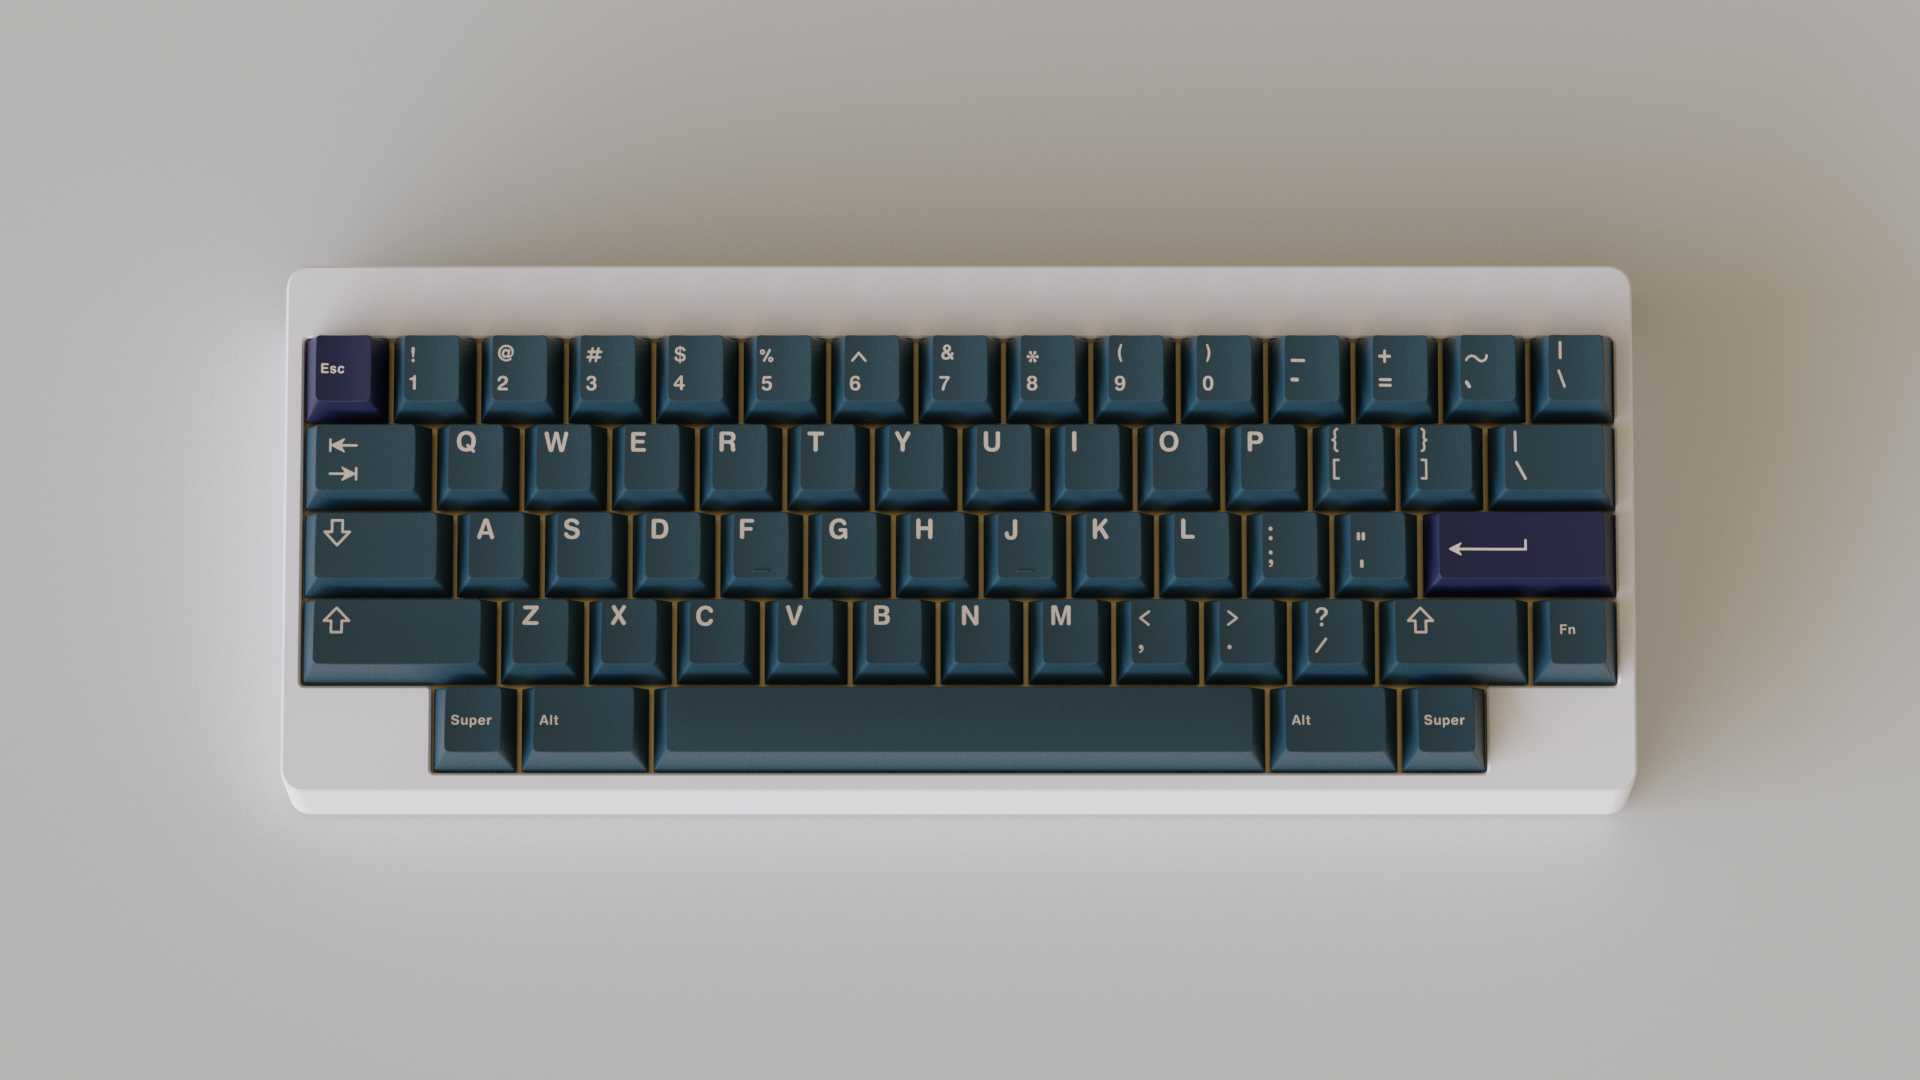 Esc ! @ # $ % ^ & * ( ) _ + ~ |
1 2 3 4 5 6 7 8 9 0 - = ` \
Q W E R T Y U I O P { } |
[ ] \
A S D F G H J K L : "
; '
Z X C V B N M < > ? Fn
, . /
Super Alt Alt Super